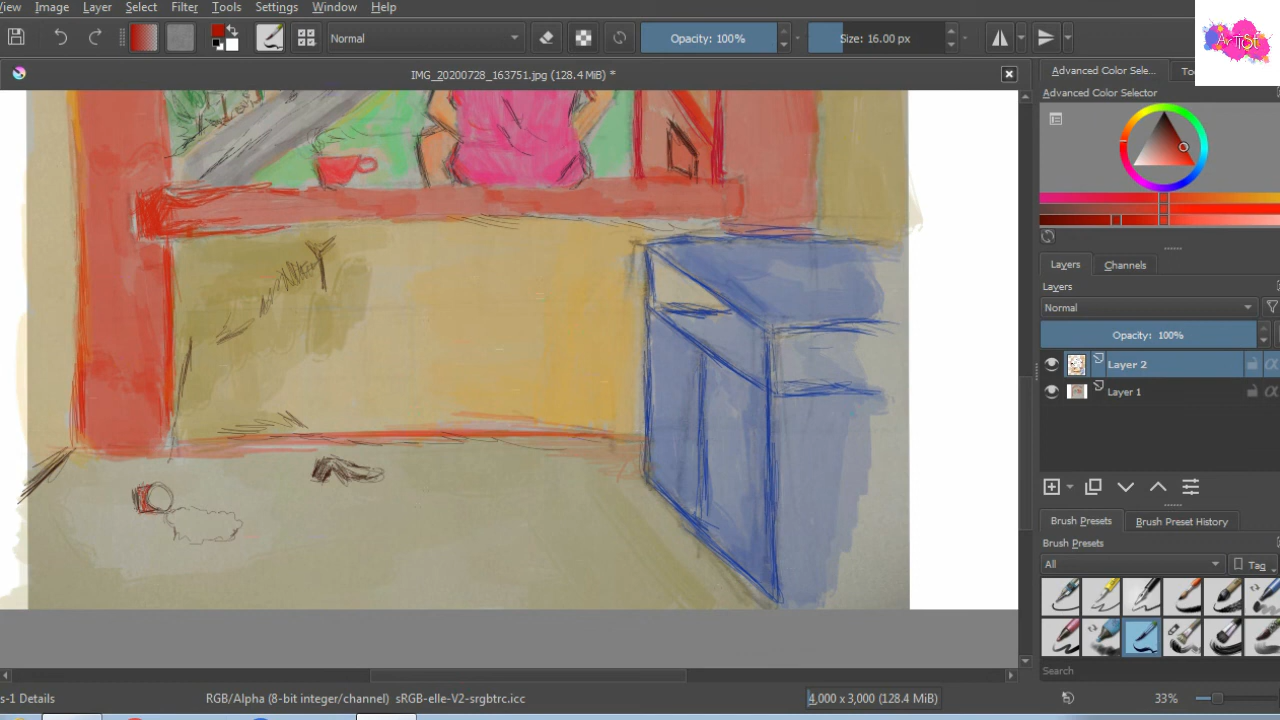 View Image Layer Select Filter Tools Settings Window Help
Normal Opacity: 100% Size: 16.00 px
ArTiSt
IMG_20200728_163751.jpg (128.4 MiB) *
Advanced Color Sele...
Advanced Color Selector
Layers Channels
Layers
Normal
Opacity: 100%
Layer 2
Layer 1
Brush Presets Brush Preset History
Brush Presets
All Tag
Search
s-1 Details RGB/Alpha (8-bit integer/channel) sRGB-elle-V2-srgbtrc.icc 4,000 x 3,000 (128.4 MiB) 33%